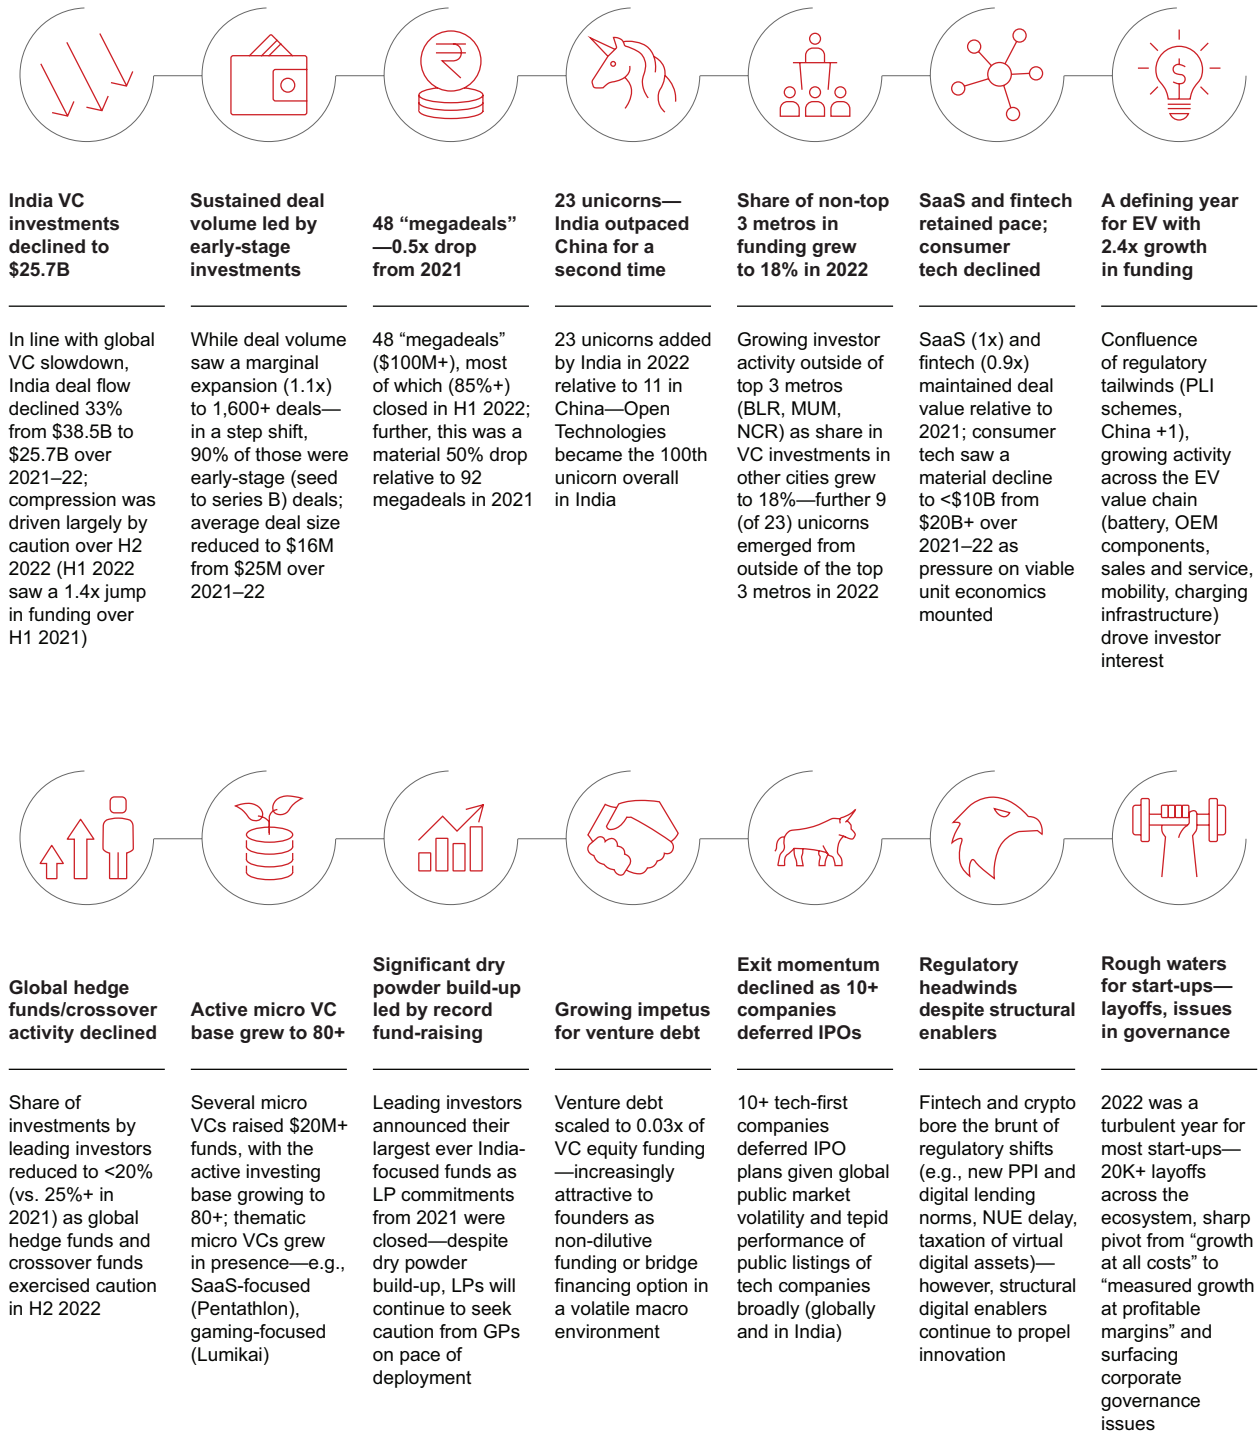 India VC
investments
declined to
$25.7B
In line with global
VC slowdown,
India deal flow
declined 33%
from $38.5B to
$25.7B over
2021–22;
compression was
driven largely by
caution over H2
2022 (H1 2022
saw a 1.4x jump
in funding over
H1 2021)
Sustained deal
volume led by
early-stage
investments
While deal volume
saw a marginal
expansion (1.1x)
to 1,600+ deals—
in a step shift,
90% of those were
early-stage (seed
to series B) deals;
average deal size
reduced to $16M
from $25M over
2021–22
48 “megadeals”
—0.5x drop
from 2021
48 “megadeals”
($100M+), most
of which (85%+)
closed in H1 2022;
further, this was a
material 50% drop
relative to 92
megadeals in 2021
23 unicorns—
India outpaced
China for a
second time
23 unicorns added
by India in 2022
relative to 11 in
China—Open
Technologies
became the 100th
unicorn overall
in India
Share of non-top
3 metros in
funding grew
to 18% in 2022
Growing investor
activity outside of
top 3 metros
(BLR, MUM,
NCR) as share in
VC investments in
other cities grew
to 18%—further 9
(of 23) unicorns
emerged from
outside of the top
3 metros in 2022
SaaS and fintech
retained pace;
consumer
tech declined
SaaS (1x) and
fintech (0.9x)
maintained deal
value relative to
2021; consumer
tech saw a
material decline
to <$10B from
$20B+ over
2021–22 as
pressure on viable
unit economics
mounted
A defining year
for EV with
2.4x growth
in funding
Confluence
of regulatory
tailwinds (PLI
schemes,
China +1),
growing activity
across the EV
value chain
(battery, OEM
components,
sales and service,
mobility, charging
infrastructure)
drove investor
interest
Global hedge
funds/crossover
activity declined
Share of
investments by
leading investors
reduced to <20%
(vs. 25%+ in
2021) as global
hedge funds and
crossover funds
exercised caution
in H2 2022
Active micro VC
base grew to 80+
Several micro
VCs raised $20M+
funds, with the
active investing
base growing to
80+; thematic
micro VCs grew
in presence—e.g.,
SaaS-focused
(Pentathlon),
gaming-focused
(Lumikai)
Significant dry
powder build-up
led by record
fund-raising
Leading investors
announced their
largest ever India-
focused funds as
LP commitments
from 2021 were
closed—despite
dry powder
build-up, LPs will
continue to seek
caution from GPs
on pace of
deployment
Growing impetus
for venture debt
Venture debt
scaled to 0.03x of
VC equity funding
—increasingly
attractive to
founders as
non-dilutive
funding or bridge
financing option in
a volatile macro
environment
Exit momentum
declined as 10+
companies
deferred IPOs
10+ tech-first
companies
deferred IPO
plans given global
public market
volatility and tepid
performance of
public listings of
tech companies
broadly (globally
and in India)
Regulatory
headwinds
despite structural
enablers
Fintech and crypto
bore the brunt of
regulatory shifts
(e.g., new PPI and
digital lending
norms, NUE delay,
taxation of virtual
digital assets)—
however, structural
digital enablers
continue to propel
innovation
Rough waters
for start-ups—
layoffs, issues
in governance
2022 was a
turbulent year for
most start-ups—
20K+ layoffs
across the
ecosystem, sharp
pivot from “growth
at all costs” to
“measured growth
at profitable
margins” and
surfacing
corporate
governance
issues